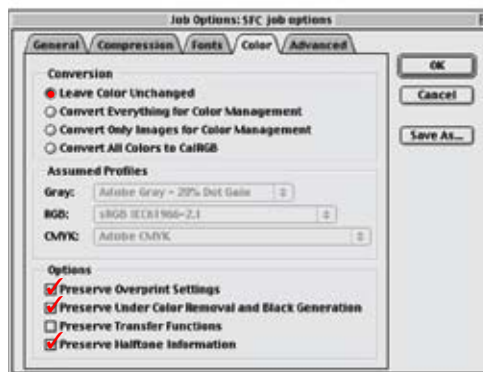 Job Options: SFC job options
General Compression Fonts Color Advanced
Conversion
Leave Color Unchanged
Convert Everything for Color Management
Convert Only Images for Color Management
Convert All Colors to CalRGB
Assumed Profiles
Gray: Adobe Gray - 20% Dot Gain
RGB: sRGB IEC61966-2.1
CMYK: Adobe CMYK
Options
Preserve Overprint Settings
Preserve Under Color Removal and Black Generation
Preserve Transfer Functions
Preserve Halftone Information
OK
Cancel
Save As...